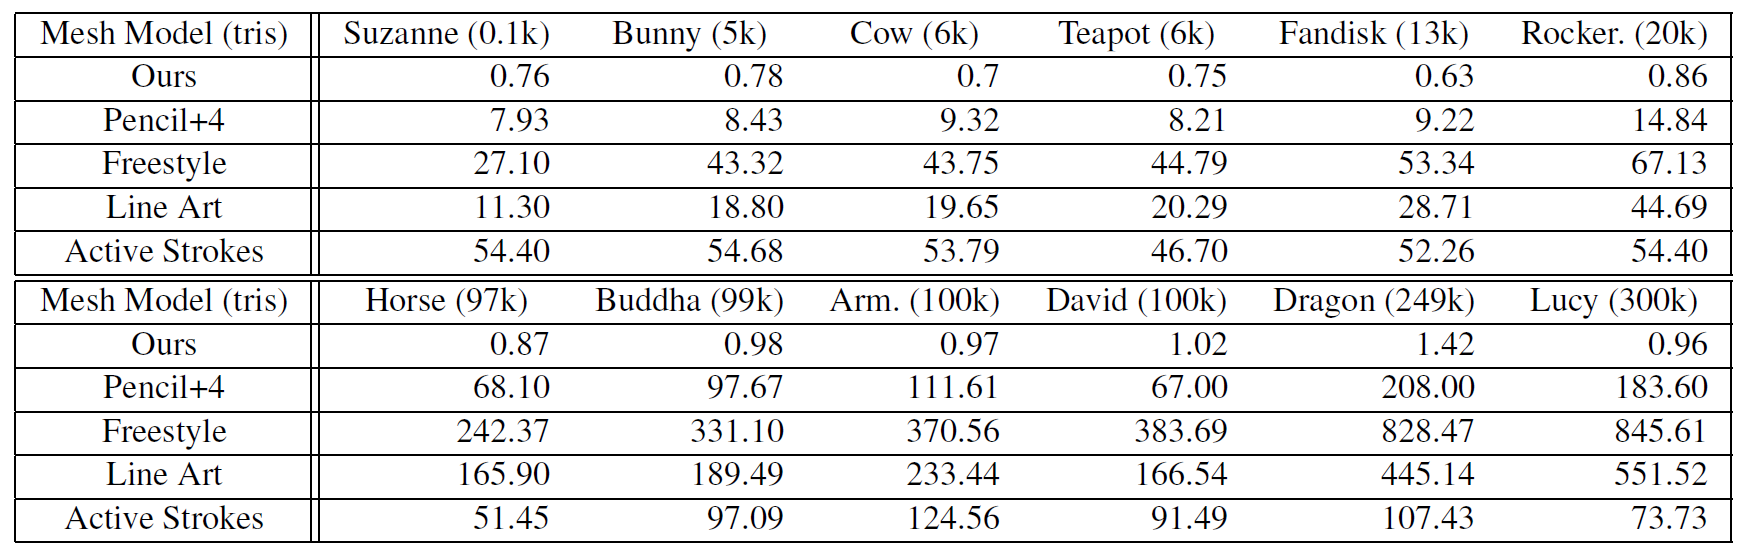 Mesh Model (tris) Suzanne (0.1k) Bunny (5k) Cow (6k) Teapot (6k) Fandisk (13k) Rocker. (20k)
Ours 0.76 0.78 0.7 0.75 0.63 0.86
Pencil+4 7.93 8.43 9.32 8.21 9.22 14.84
Freestyle 27.10 43.32 43.75 44.79 53.34 67.13
Line Art 11.30 18.80 19.65 20.29 28.71 44.69
Active Strokes 54.40 54.68 53.79 46.70 52.26 54.40
Mesh Model (tris) Horse (97k) Buddha (99k) Arm. (100k) David (100k) Dragon (249k) Lucy (300k)
Ours 0.87 0.98 0.97 1.02 1.42 0.96
Pencil+4 68.10 97.67 111.61 67.00 208.00 183.60
Freestyle 242.37 331.10 370.56 383.69 828.47 845.61
Line Art 165.90 189.49 233.44 166.54 445.14 551.52
Active Strokes 51.45 97.09 124.56 91.49 107.43 73.73